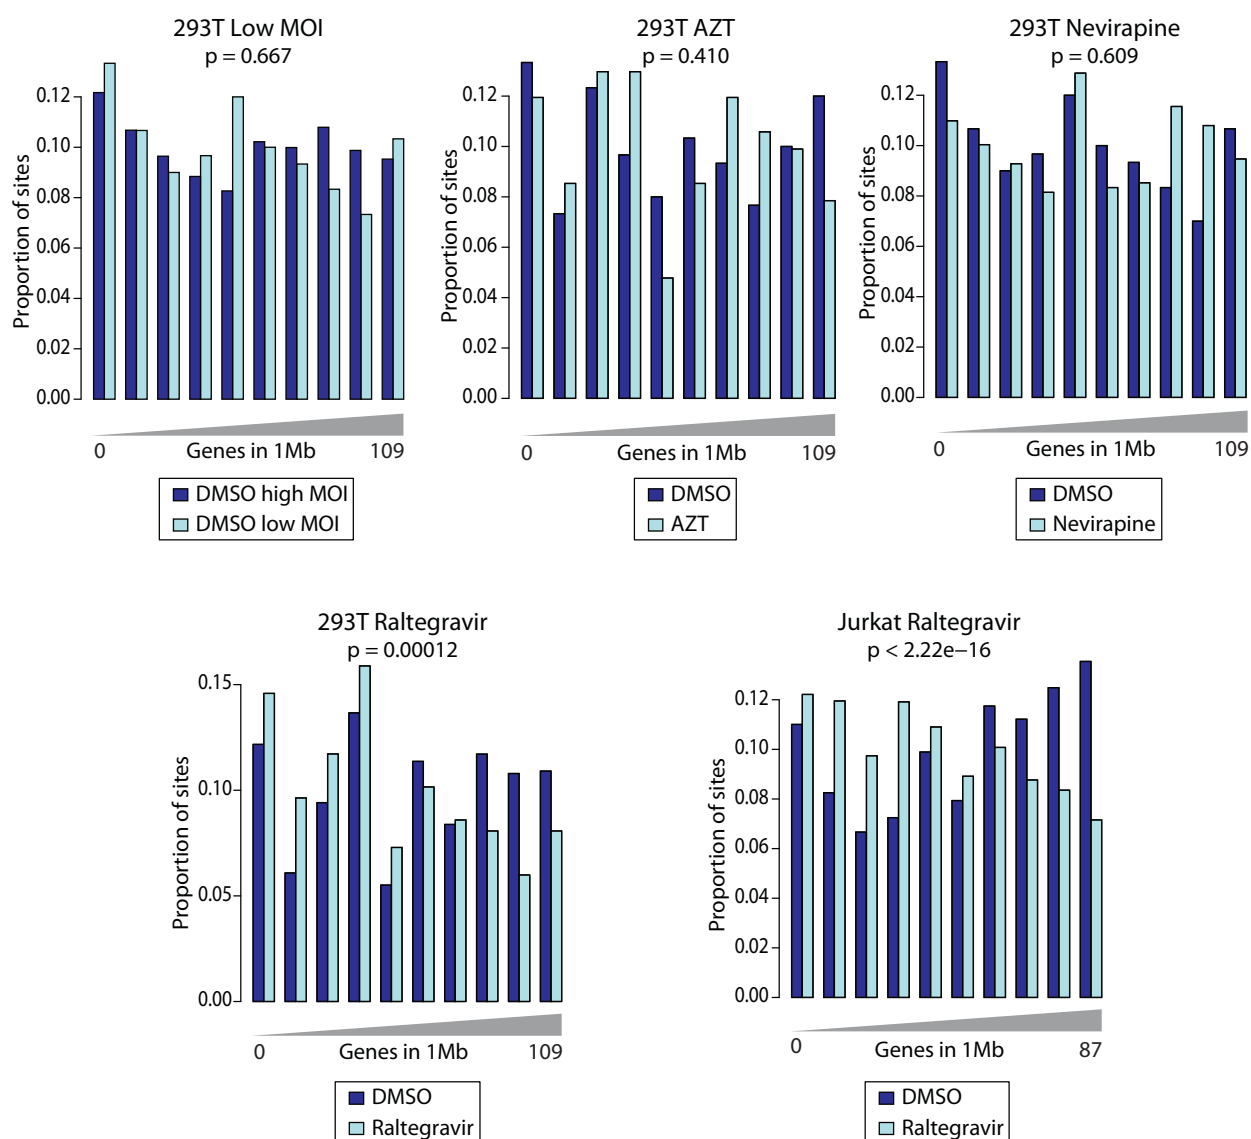 293T Low MOI
p = 0.667
Proportion of sites
0.12
0.10
0.08
0.06
0.04
0.02
0.00
0 Genes in 1Mb 109
DMSO high MOI
DMSO low MOI
293T AZT
p = 0.410
Proportion of sites
0.12
0.10
0.08
0.06
0.04
0.02
0.00
0 Genes in 1Mb 109
DMSO
AZT
293T Nevirapine
p = 0.609
Proportion of sites
0.12
0.10
0.08
0.06
0.04
0.02
0.00
0 Genes in 1Mb 109
DMSO
Nevirapine
293T Raltegravir
p = 0.00012
Proportion of sites
0.15
0.10
0.05
0.00
0 Genes in 1Mb 109
DMSO
Raltegravir
Jurkat Raltegravir
p < 2.22e−16
Proportion of sites
0.12
0.10
0.08
0.06
0.04
0.02
0.00
0 Genes in 1Mb 87
DMSO
Raltegravir